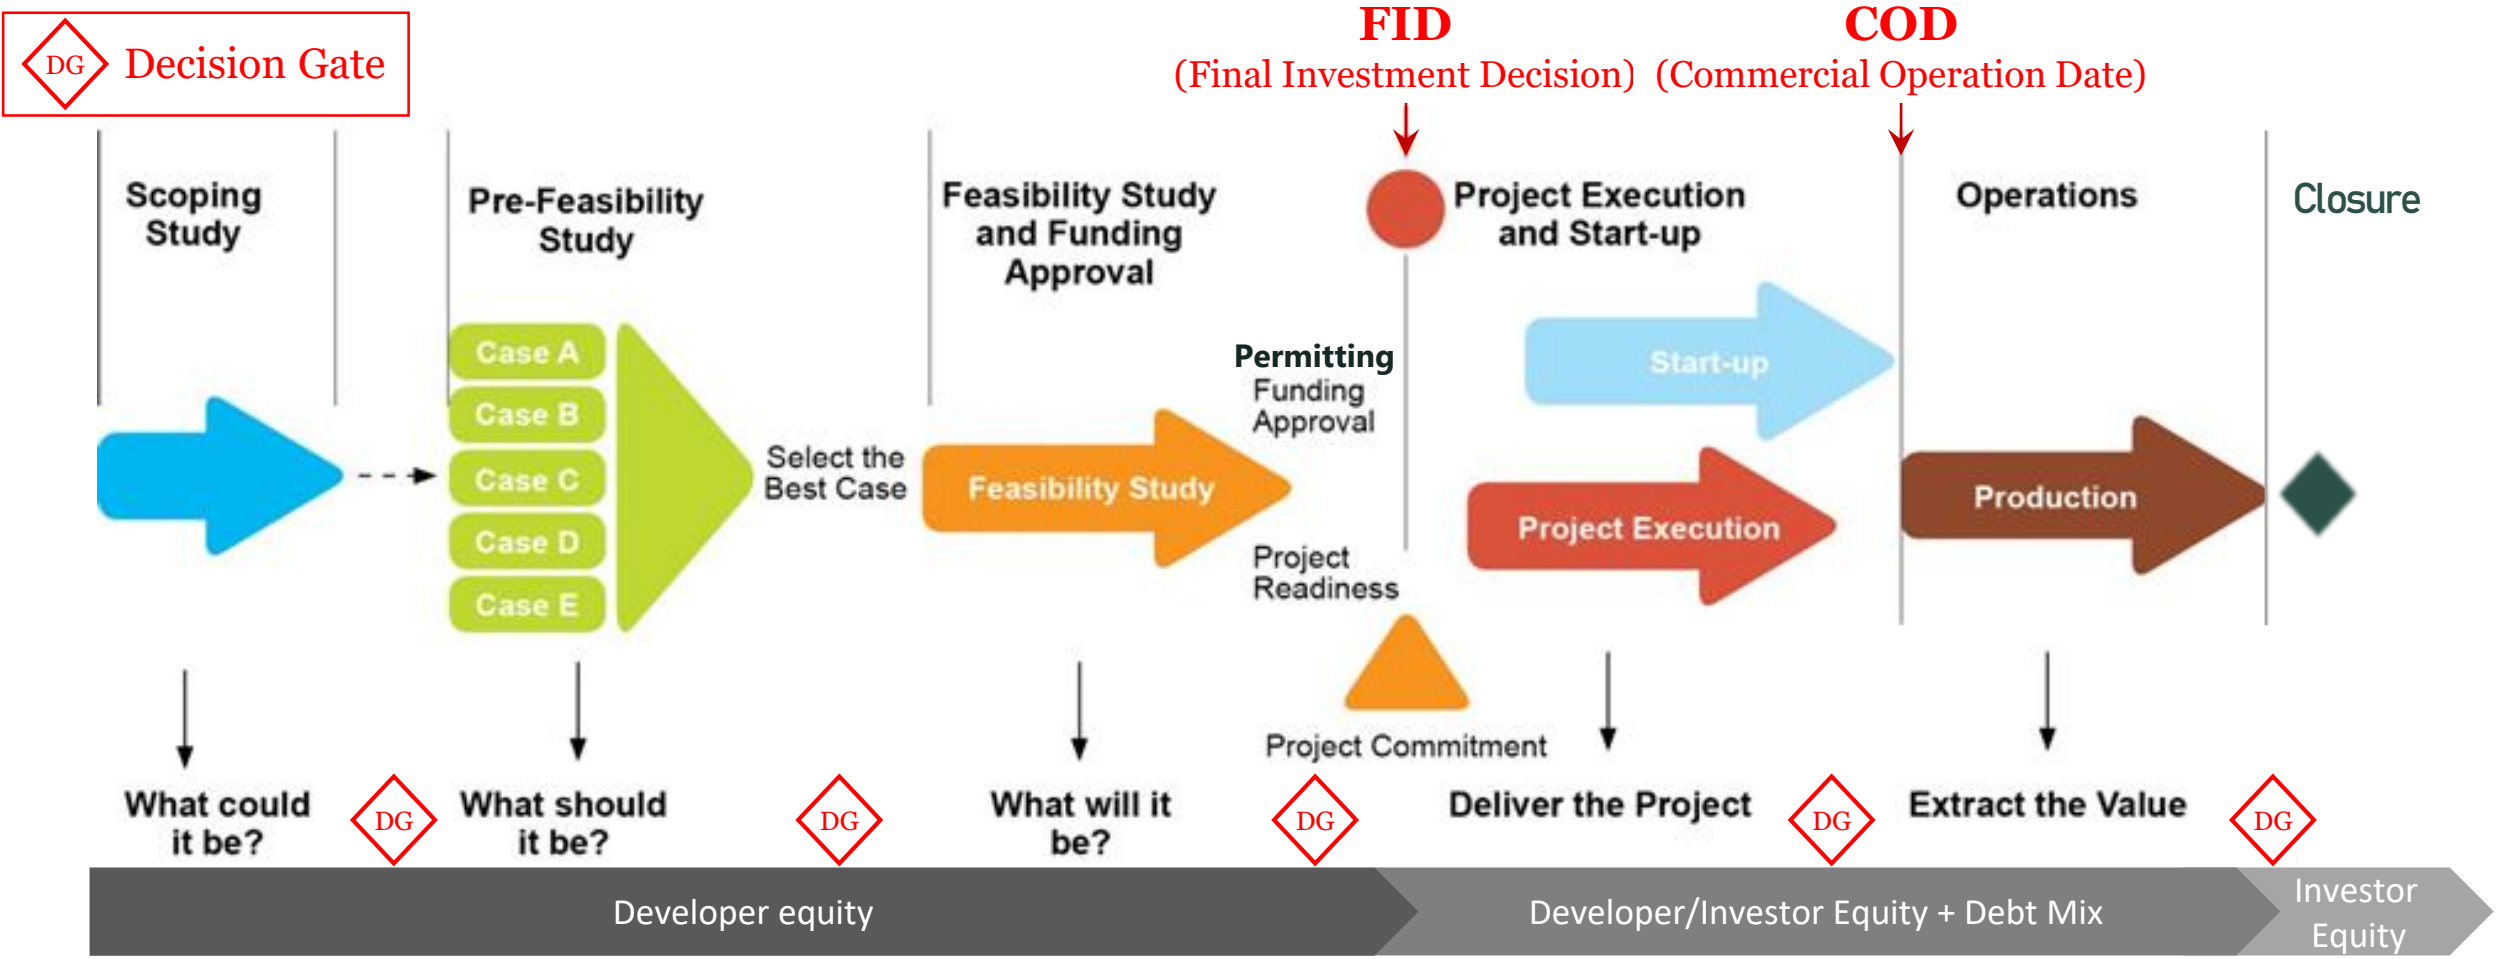 DG Decision Gate
FID
(Final Investment Decision)
COD
(Commercial Operation Date)
Scoping
Study
Pre-Feasibility
Study
Feasibility Study
and Funding
Approval
Project Execution
and Start-up
Operations
Closure
Case A
Case B
Case C
Case D
Case E
Select the
Best Case
Feasibility Study
Permitting
Funding
Approval
Project
Readiness
Start-up
Project Execution
Production
Project Commitment
What could
it be?
DG
What should
it be?
DG
What will it
be?
DG
Deliver the Project
DG
Extract the Value
DG
Developer equity
Developer/Investor Equity + Debt Mix
Investor
Equity